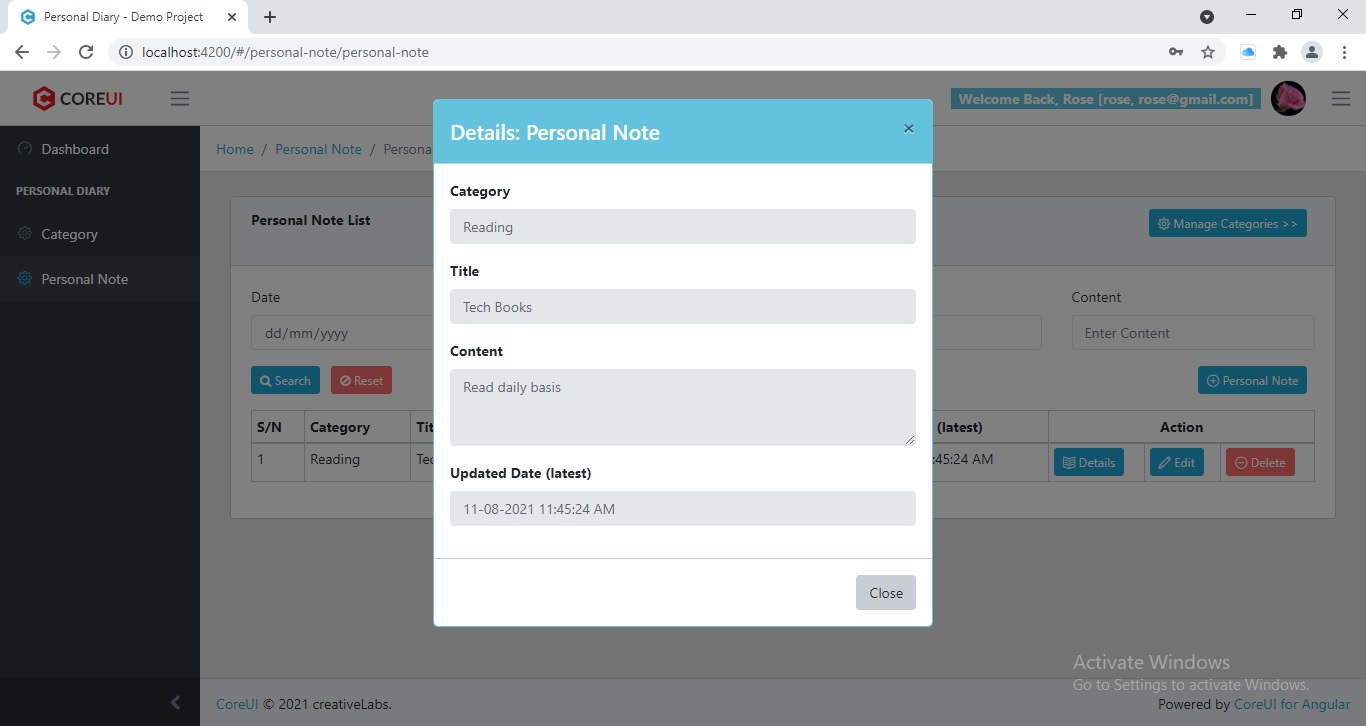 Personal Diary - Demo Project
localhost:4200/#/personal-note/personal-note
COREUI
Welcome Back, Rose [rose, rose@gmail.com]
Dashboard
PERSONAL DIARY
Category
Personal Note
Home / Personal Note / Persona
Personal Note List
Manage Categories >>
Date
Content
dd/mm/yyyy
Enter Content
Search
Reset
Personal Note
S/N Category Tit (latest) Action
1 Reading Tec :45:24 AM Details Edit Delete
Details: Personal Note
×
Category
Reading
Title
Tech Books
Content
Read daily basis
Updated Date (latest)
11-08-2021 11:45:24 AM
Close
Activate Windows
Go to Settings to activate Windows.
CoreUI © 2021 creativeLabs.
Powered by CoreUI for Angular